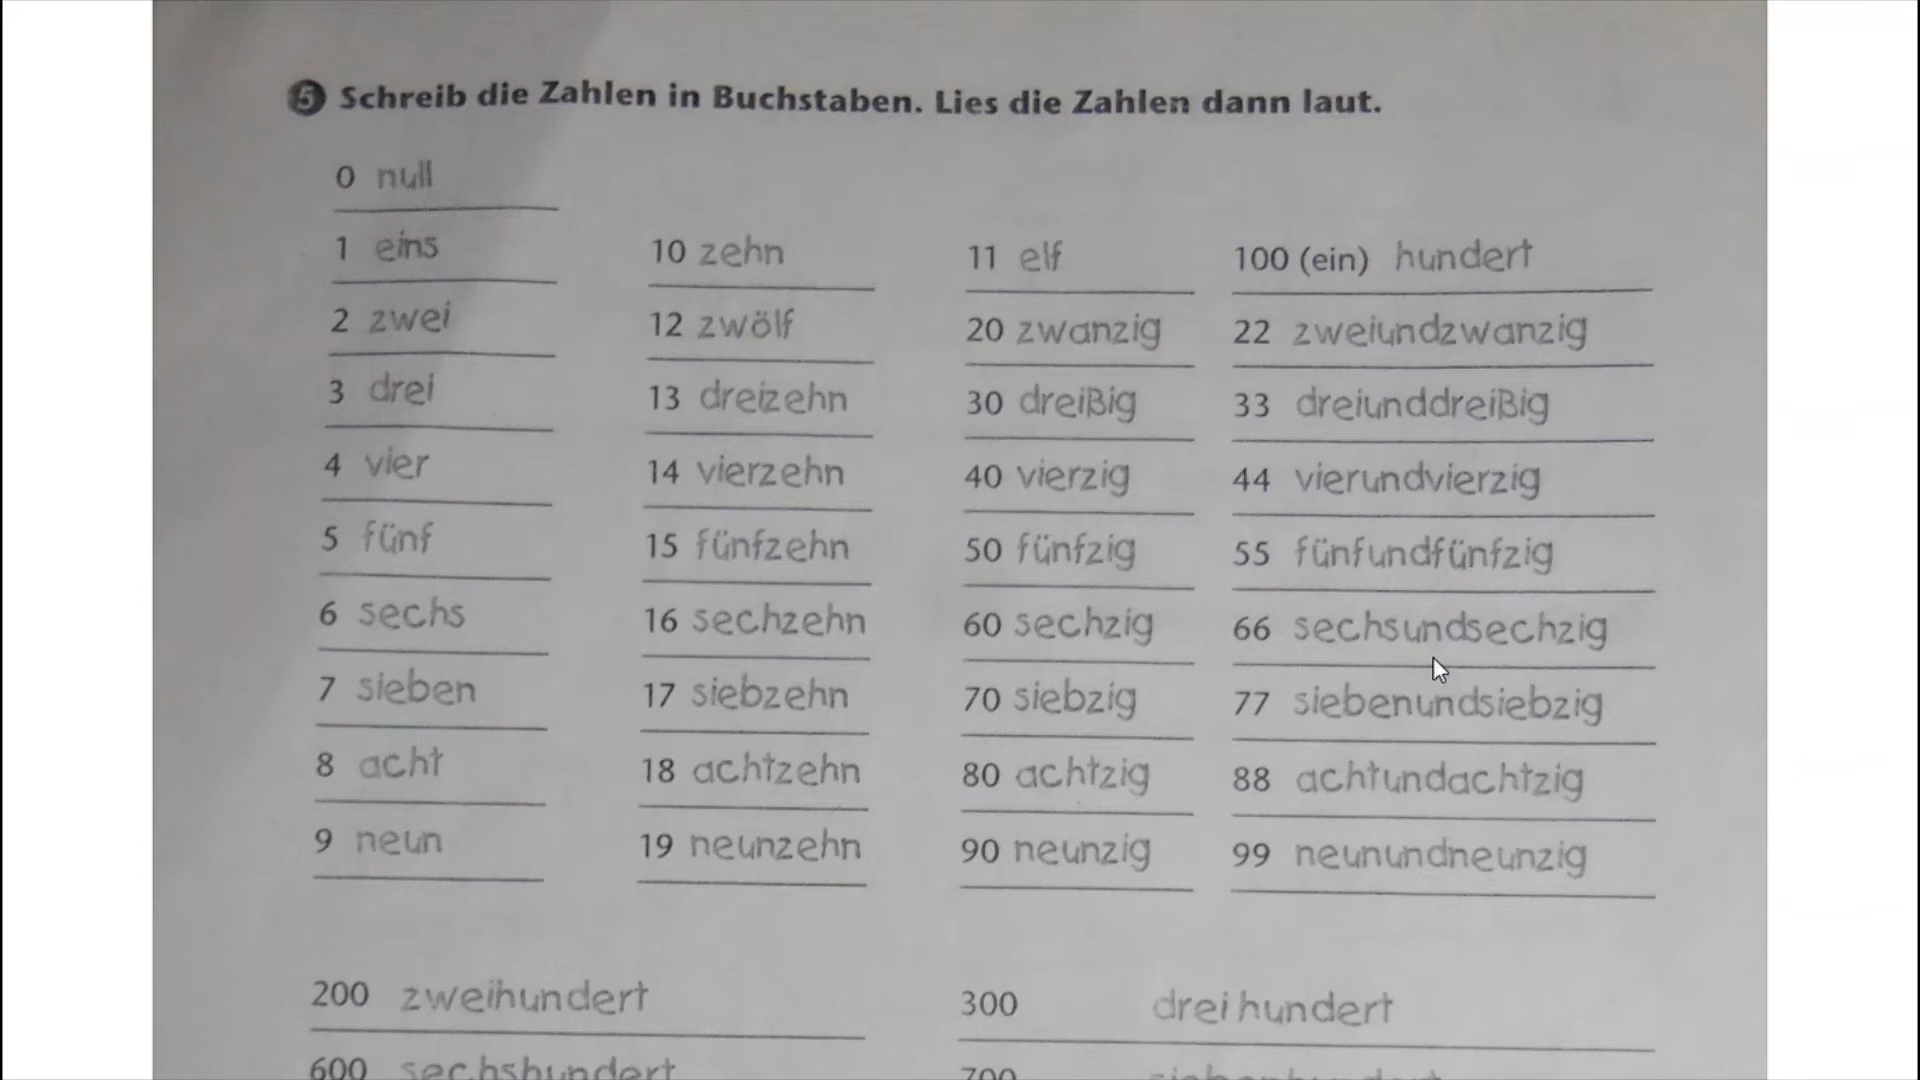 5 Schreib die Zahlen in Buchstaben. Lies die Zahlen dann laut.
0 null
1 eins 10 zehn 11 elf 100 (ein) hundert
2 zwei 12 zwölf 20 zwanzig 22 zweiundzwanzig
3 drei 13 dreizehn 30 dreißig 33 dreiunddreißig
4 vier 14 vierzehn 40 vierzig 44 vierundvierzig
5 fünf 15 fünfzehn 50 fünfzig 55 fünfundfünfzig
6 sechs 16 sechzehn 60 sechzig 66 sechsundsechzig
7 sieben 17 siebzehn 70 siebzig 77 siebenundsiebzig
8 acht 18 achtzehn 80 achtzig 88 achtundachtzig
9 neun 19 neunzehn 90 neunzig 99 neunundneunzig
200 zweihundert 300 dreihundert
600 sechshundert 700 siebenhundert